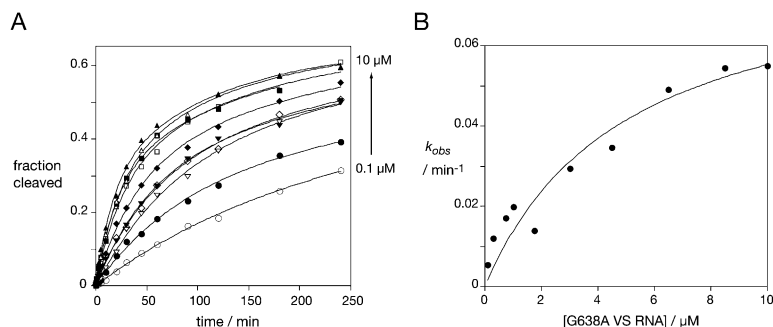 A
fraction
cleaved
0.6
0.4
0.2
0
0 50 100 150 200 250
time / min
10 µM
0.1 µM
B
kobs
/ min-1
0.06
0.04
0.02
0
0 2 4 6 8 10
[G638A VS RNA] / µM